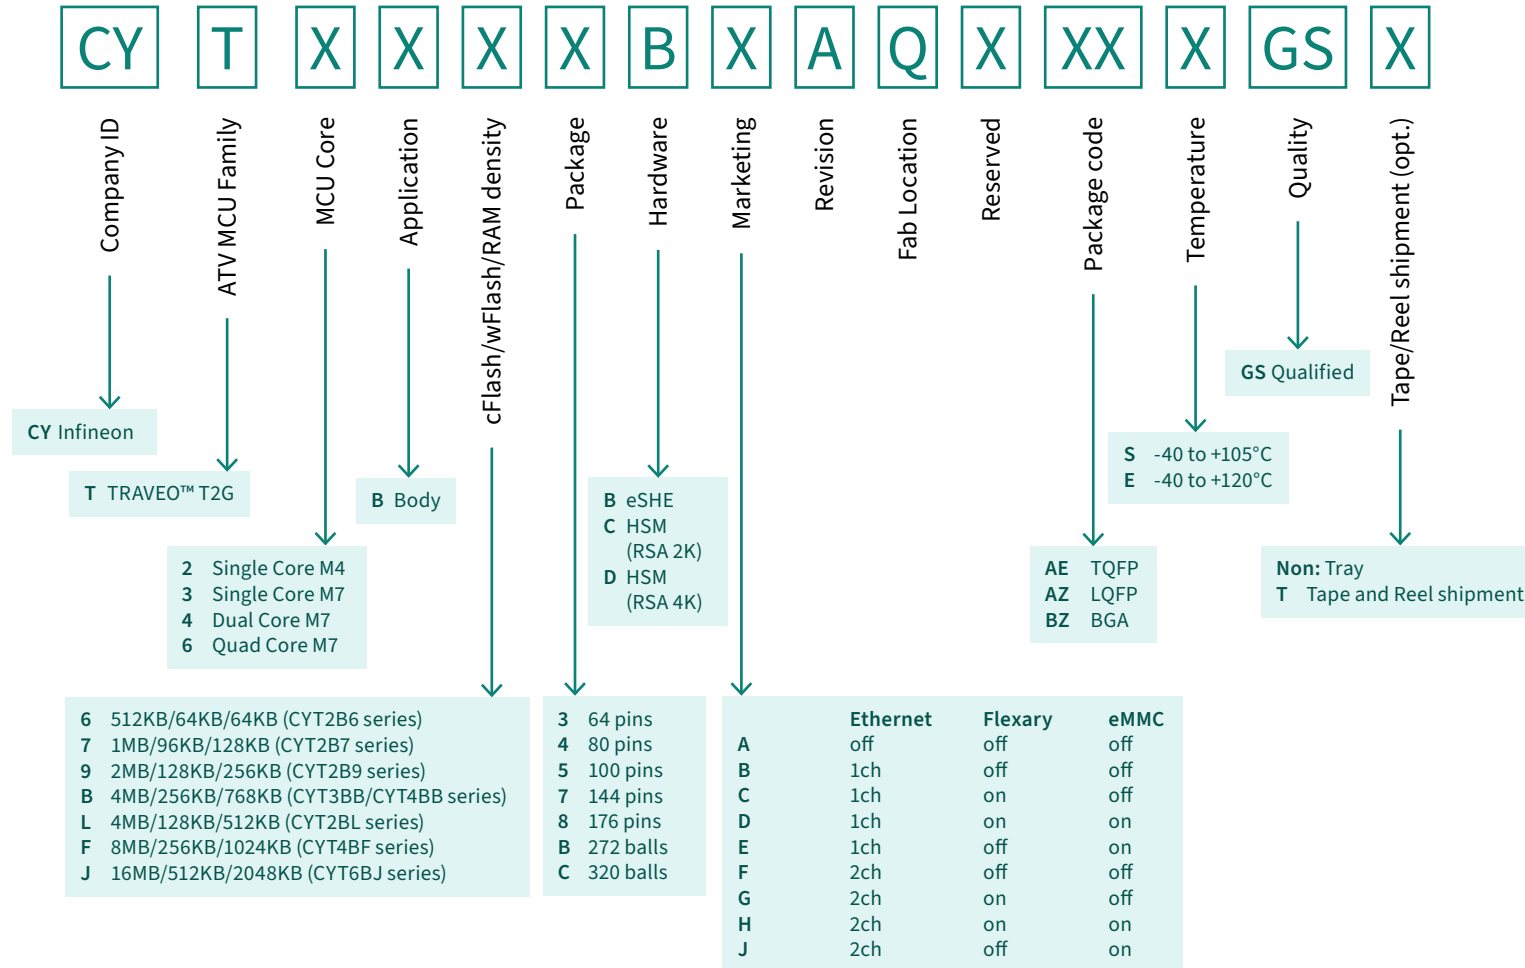 CY T X X X X B X A Q X XX X GS X
Company ID
ATV MCU Family
MCU Core
Application
cFlash/wFlash/RAM density
Package
Hardware
Marketing
Revision
Fab Location
Reserved
Package code
Temperature
Quality
Tape/Reel shipment (opt.)
CY Infineon
T TRAVEO™ T2G
2 Single Core M4
3 Single Core M7
4 Dual Core M7
6 Quad Core M7
B Body
6 512KB/64KB/64KB (CYT2B6 series)
7 1MB/96KB/128KB (CYT2B7 series)
9 2MB/128KB/256KB (CYT2B9 series)
B 4MB/256KB/768KB (CYT3BB/CYT4BB series)
L 4MB/128KB/512KB (CYT2BL series)
F 8MB/256KB/1024KB (CYT4BF series)
J 16MB/512KB/2048KB (CYT6BJ series)
3 64 pins
4 80 pins
5 100 pins
7 144 pins
8 176 pins
B 272 balls
C 320 balls
B eSHE
C HSM
(RSA 2K)
D HSM
(RSA 4K)
Ethernet Flexary eMMC
A off off off
B 1ch off off
C 1ch on off
D 1ch on on
E 1ch off on
F 2ch off off
G 2ch on off
H 2ch on on
J 2ch off on
AE TQFP
AZ LQFP
BZ BGA
S -40 to +105°C
E -40 to +120°C
GS Qualified
Non: Tray
T Tape and Reel shipment